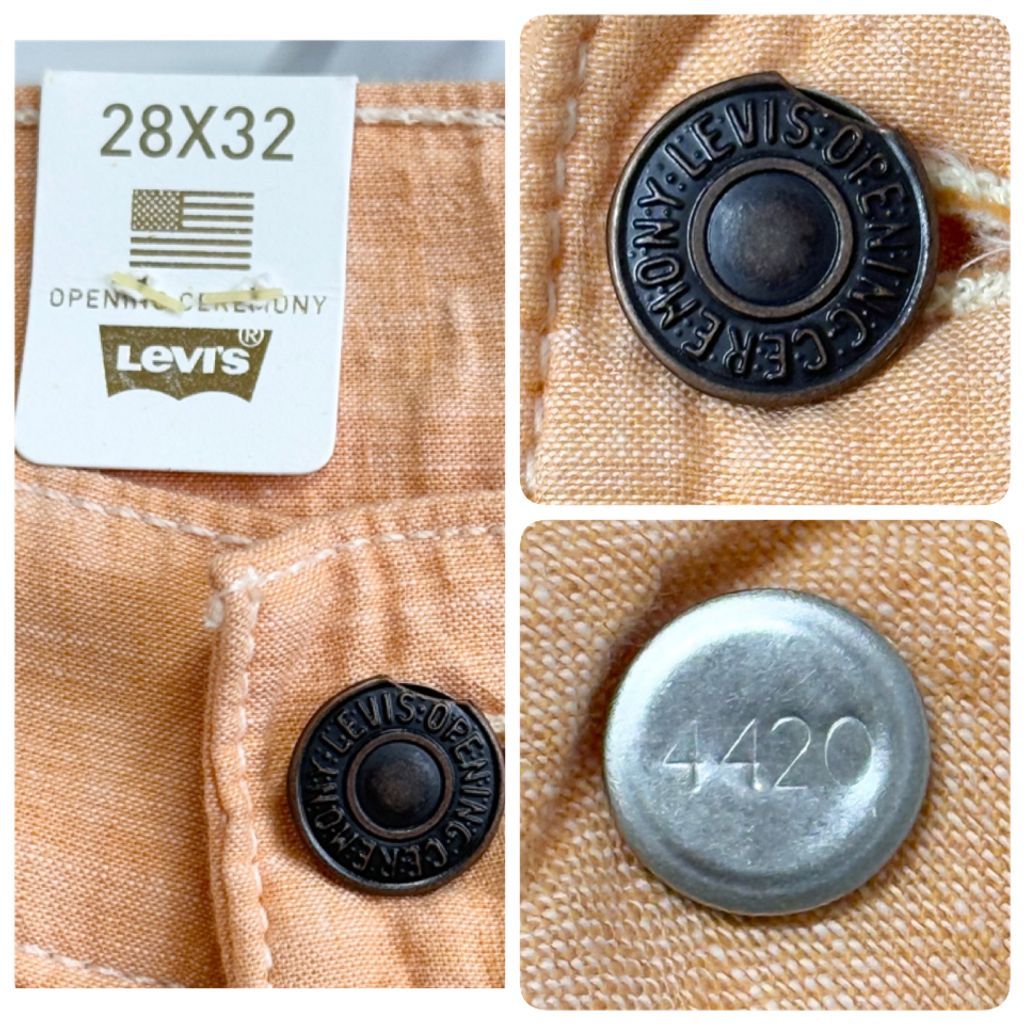 28X32
OPENING CEREMONY
LEVI'S®
LEVIS·OPENING·CEREMONY
LEVIS·OPENING·CEREMONY
4420